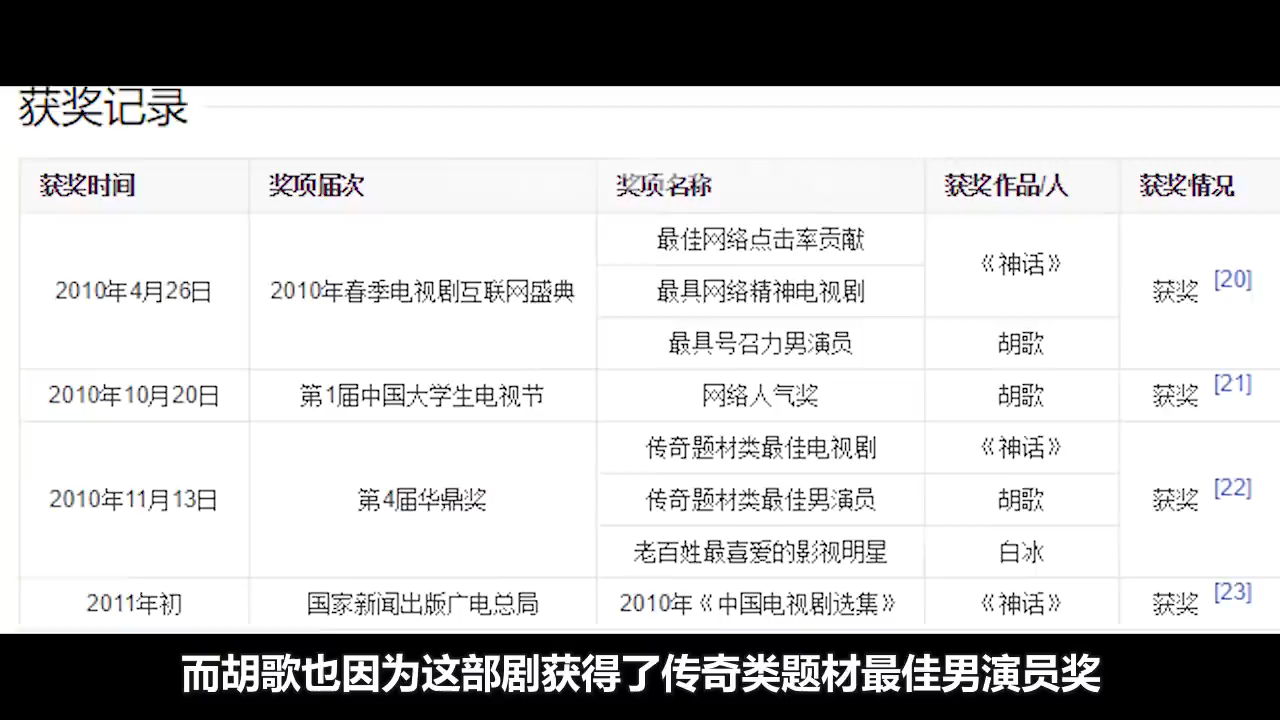 获奖记录
获奖时间 奖项届次 奖项名称 获奖作品/人 获奖情况
2010年4月26日 2010年春季电视剧互联网盛典 最佳网络点击率贡献 《神话》 获奖 [20]
最具网络精神电视剧
最具号召力男演员 胡歌
2010年10月20日 第1届中国大学生电视节 网络人气奖 胡歌 获奖 [21]
2010年11月13日 第4届华鼎奖 传奇题材类最佳电视剧 《神话》 获奖 [22]
传奇题材类最佳男演员 胡歌
老百姓最喜爱的影视明星 白冰
2011年初 国家新闻出版广电总局 2010年《中国电视剧选集》 《神话》 获奖 [23]
而胡歌也因为这部剧获得了传奇类题材最佳男演员奖